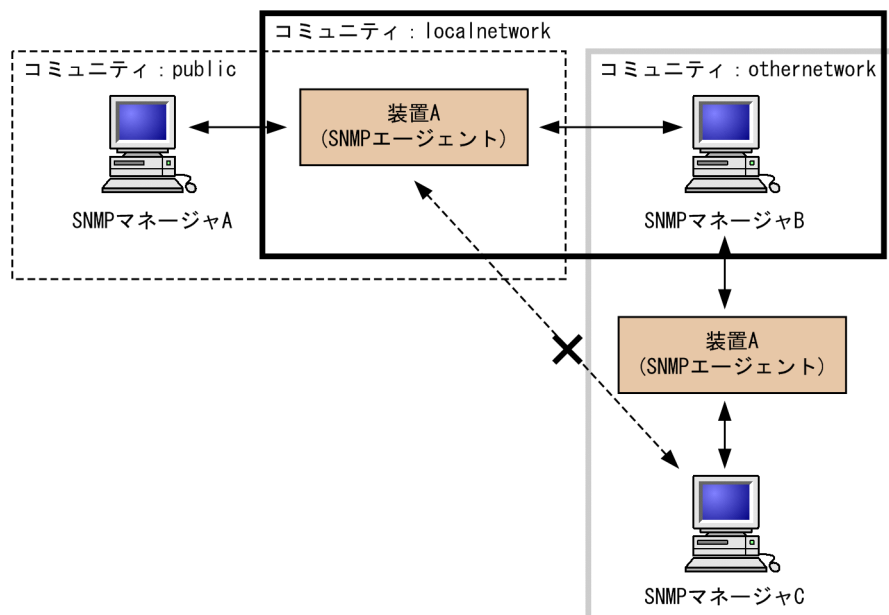 コミュニティ：localnetwork
コミュニティ：public
コミュニティ：othernetwork
装置A
(SNMPエージェント)
SNMPマネージャA
SNMPマネージャB
装置A
(SNMPエージェント)
SNMPマネージャC